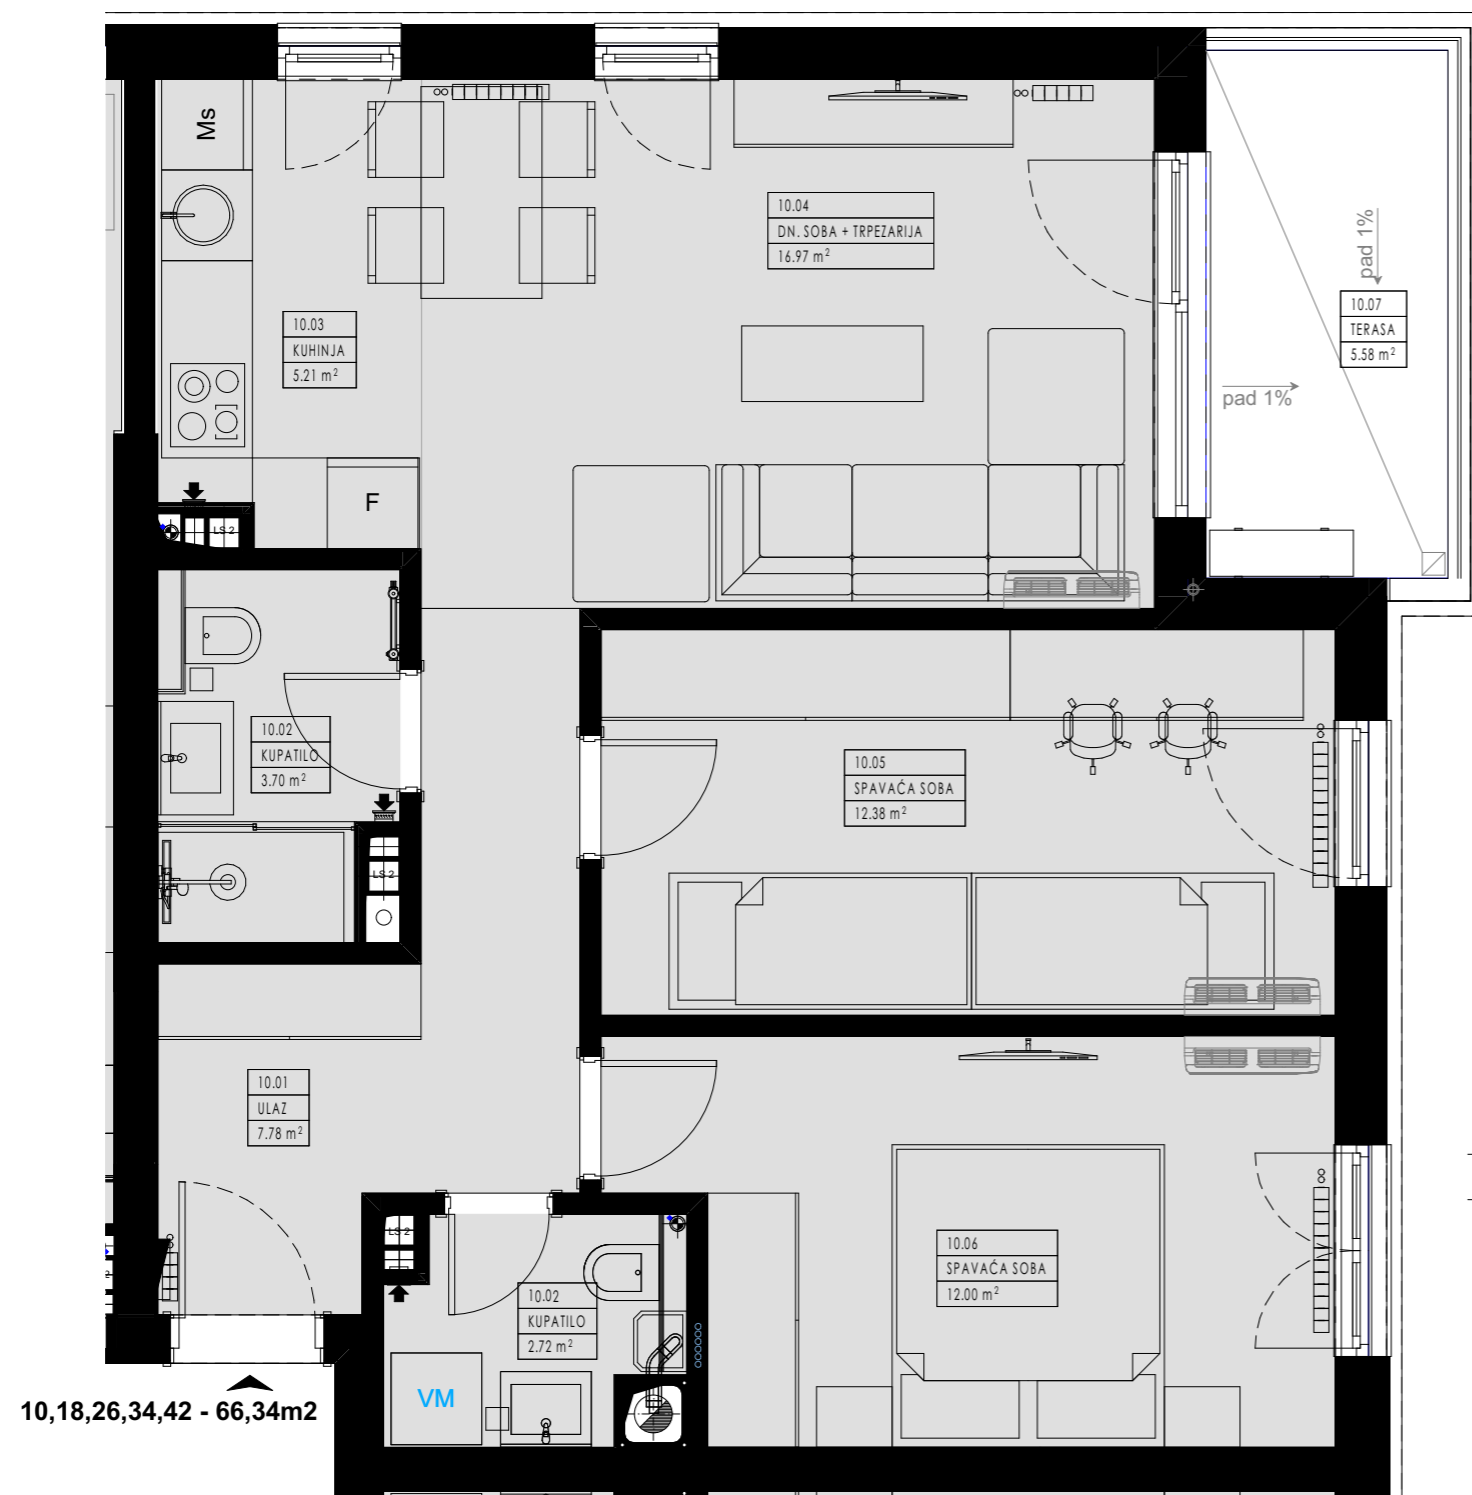 Ms
10.04
DN. SOBA + TRPEZARIJA
16.97 m²
pad 1%
10.07
TERASA
5.58 m²
10.03
KUHINJA
5.21 m²
pad 1%
F
LS 2
10.02
KUPATILO
3.70 m²
10.05
SPAVAĆA SOBA
12.38 m²
LS 2
10.01
ULAZ
7.78 m²
LS 2
10.06
SPAVAĆA SOBA
12.00 m²
10.02
KUPATILO
2.72 m²
VM
10,18,26,34,42 - 66,34m2